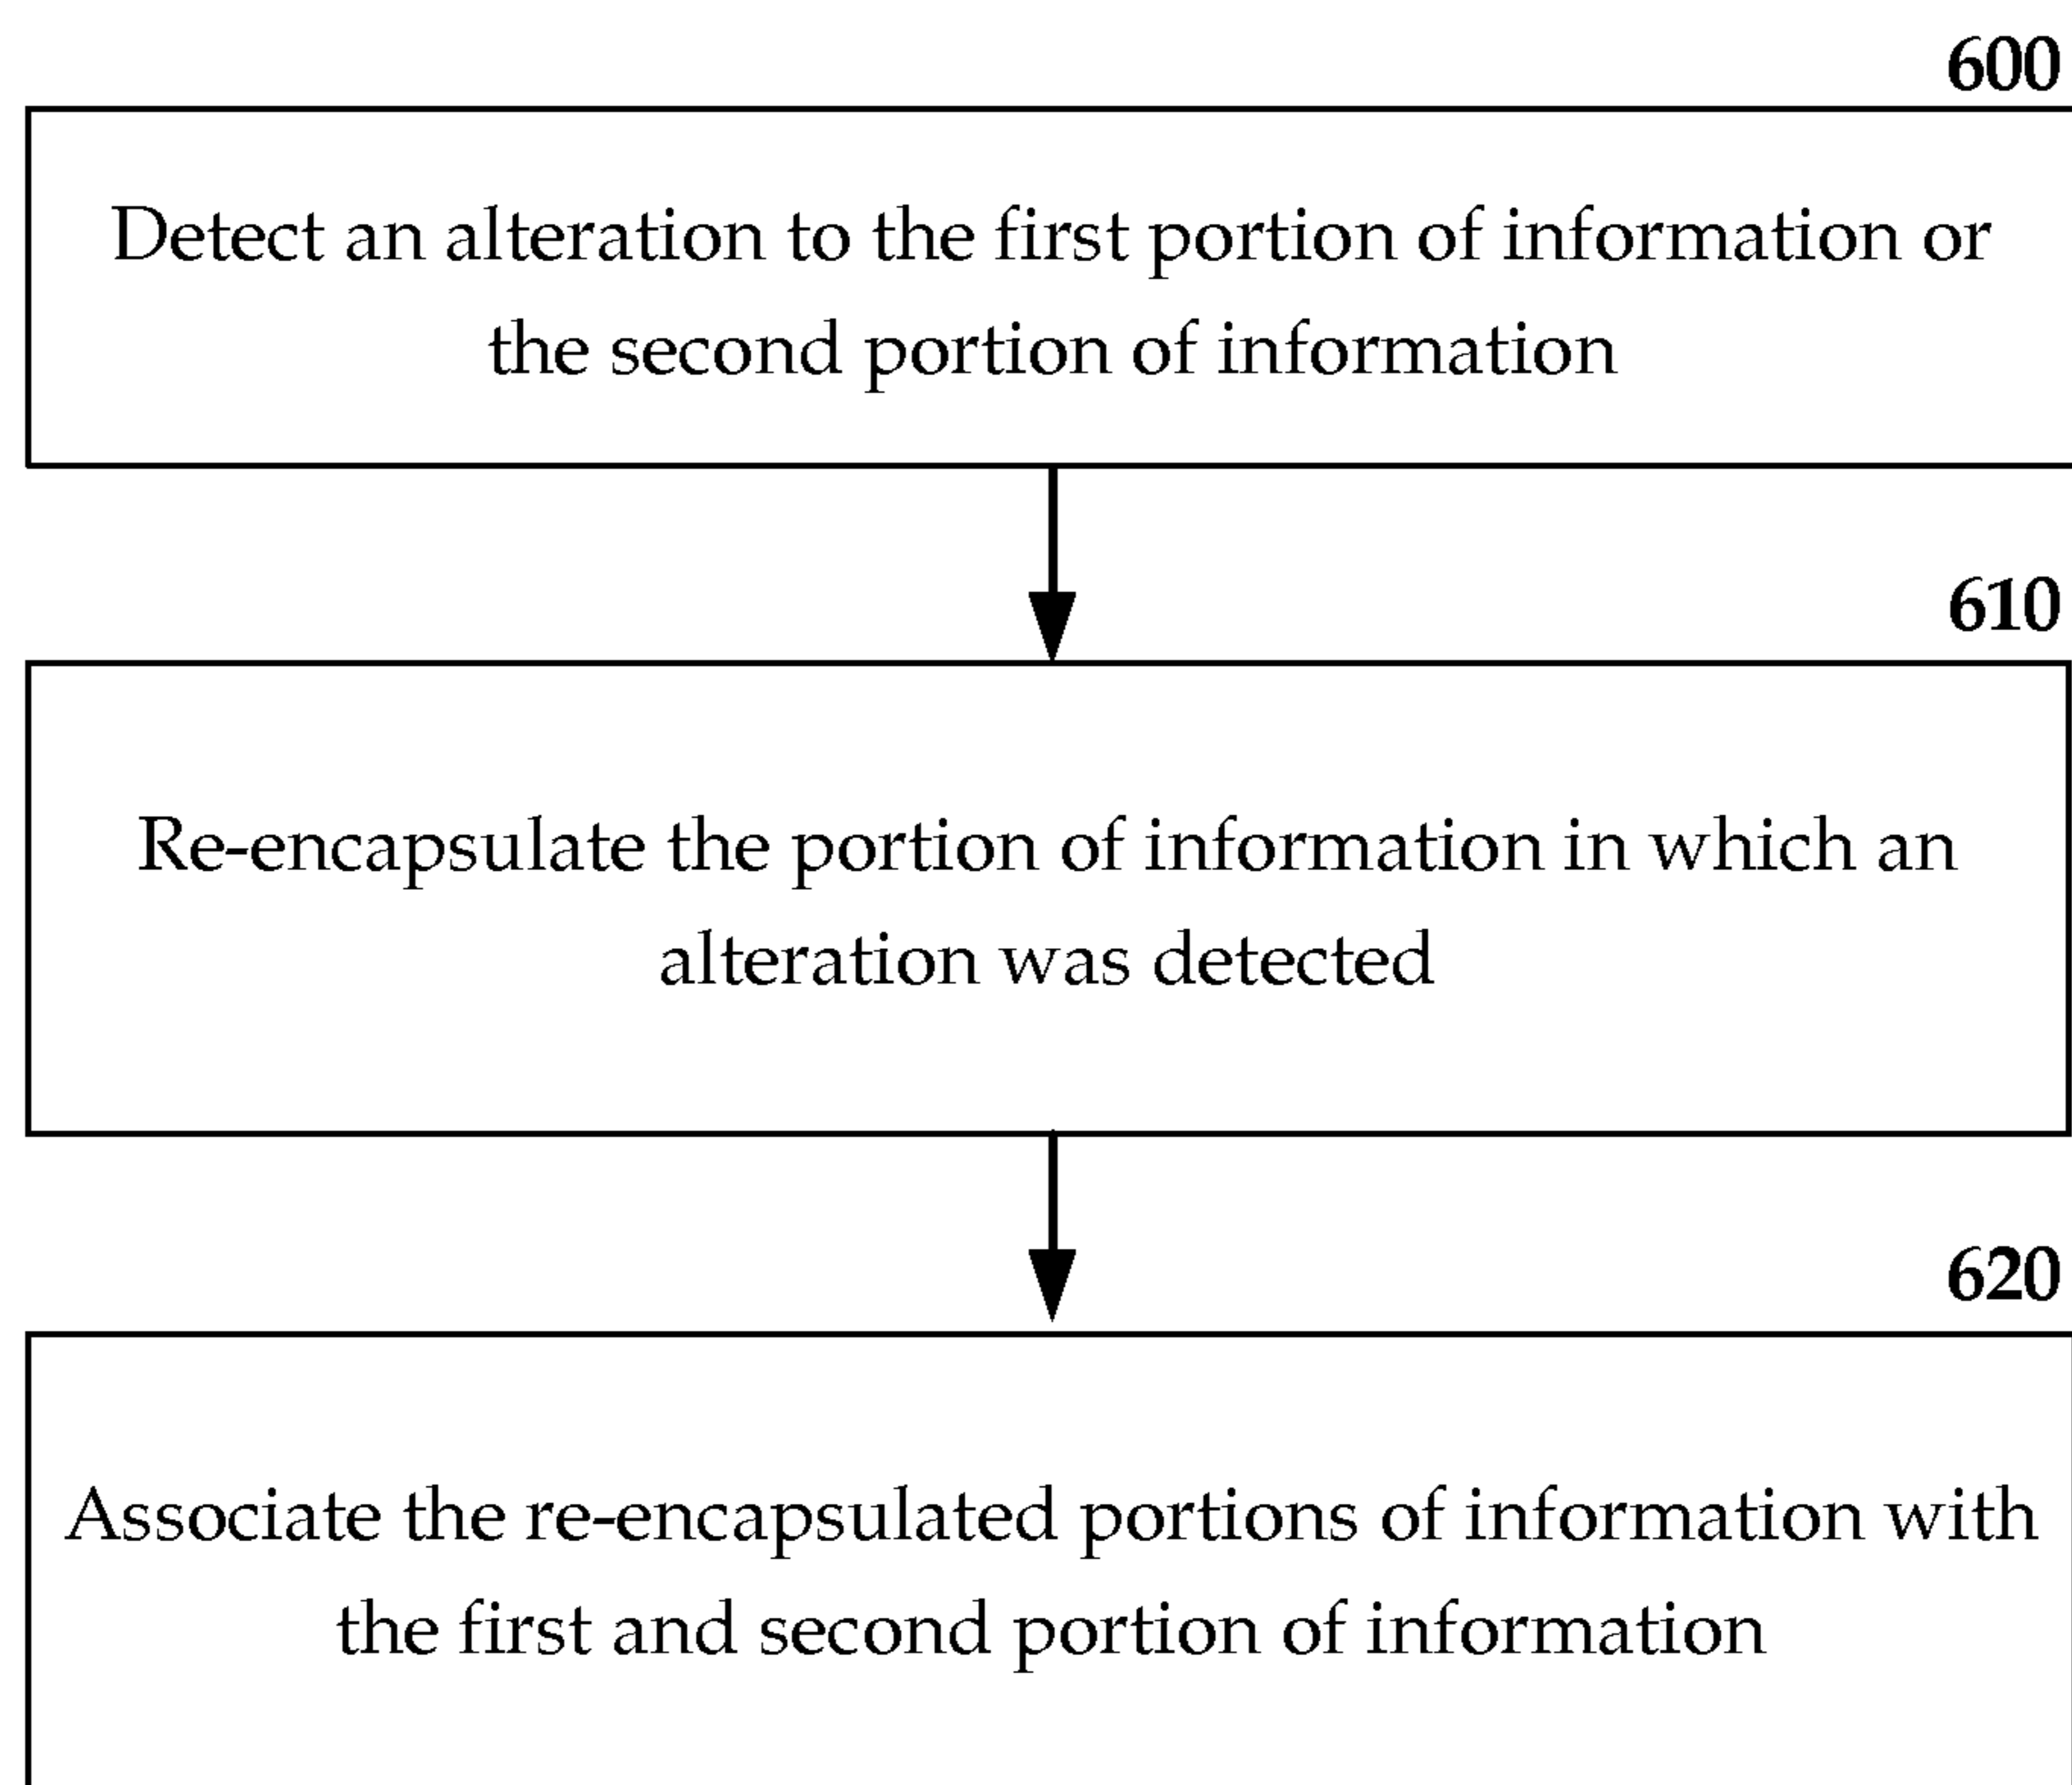 600
Detect an alteration to the first portion of information or
the second portion of information
610
Re-encapsulate the portion of information in which an
alteration was detected
620
Associate the re-encapsulated portions of information with
the first and second portion of information